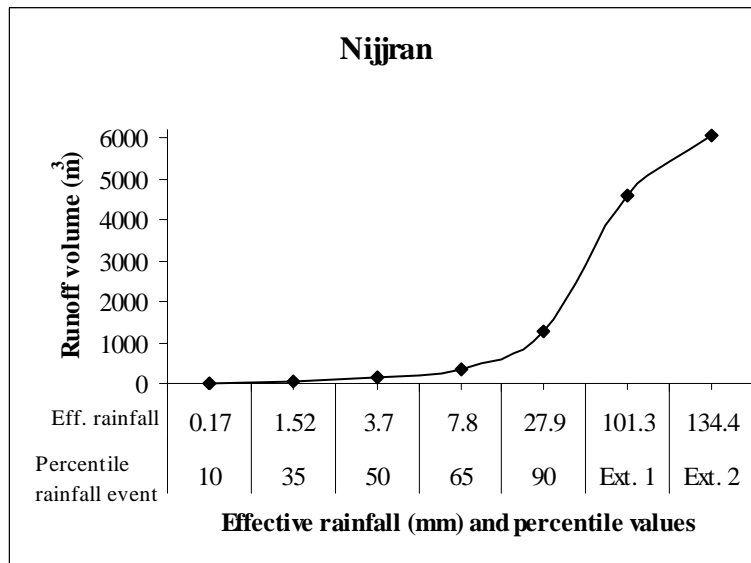 Nijjran
Runoff volume (m³)
6000
5000
4000
3000
2000
1000
0
Eff. rainfall 0.17 1.52 3.7 7.8 27.9 101.3 134.4
Percentile
rainfall event 10 35 50 65 90 Ext. 1 Ext. 2
Effective rainfall (mm) and percentile values